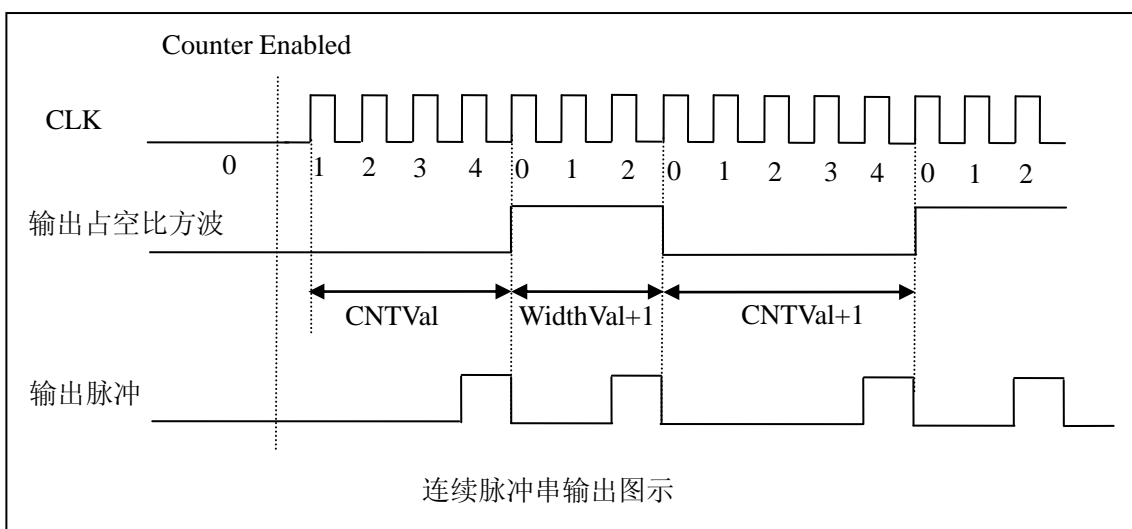 Counter Enabled
CLK
0 1 2 3 4 0 1 2 0 1 2 3 4 0 1 2
输出占空比方波
CNTVal WidthVal+1 CNTVal+1
输出脉冲
连续脉冲串输出图示